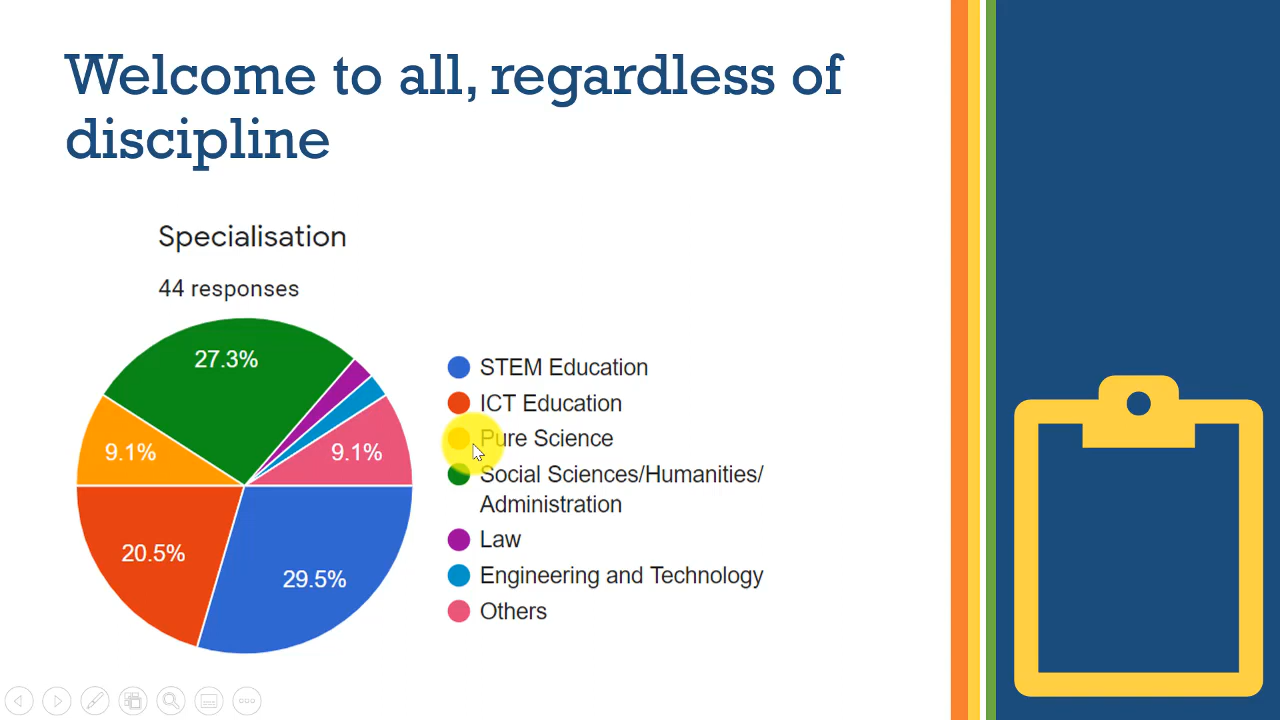 Welcome to all, regardless of
discipline
Specialisation
44 responses
27.3%
9.1%
9.1%
20.5%
29.5%
STEM Education
ICT Education
Pure Science
Social Sciences/Humanities/
Administration
Law
Engineering and Technology
Others